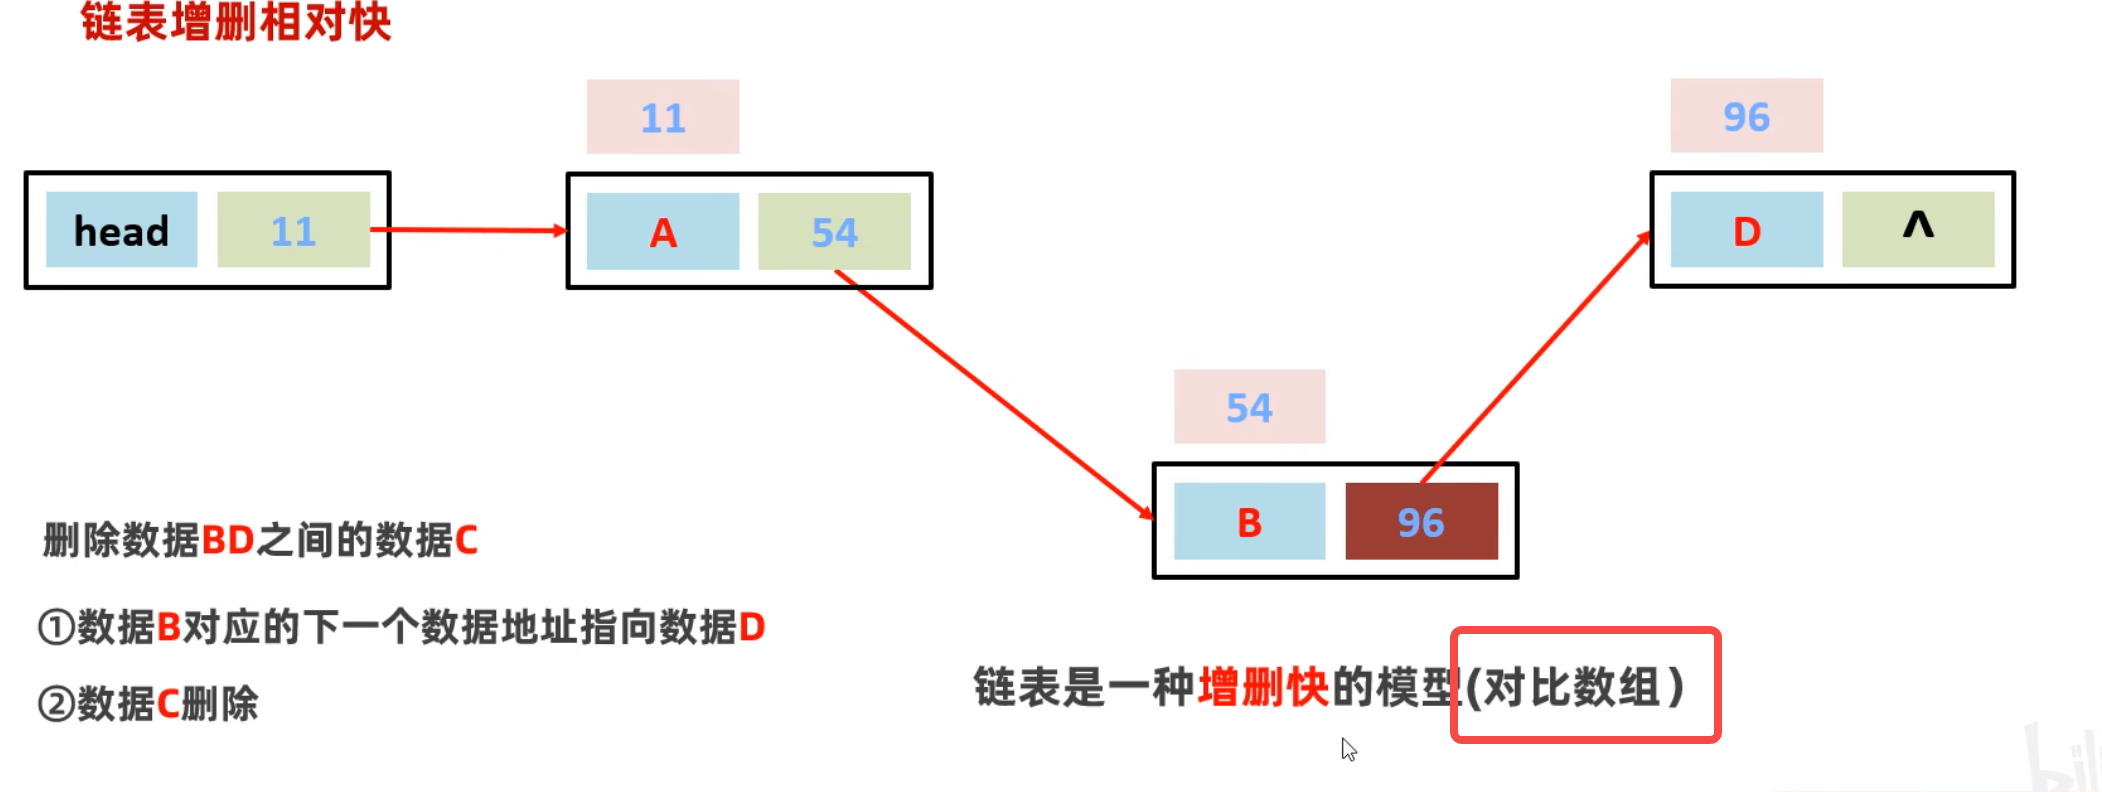 链表增删相对快
11
96
head 11
A 54
D ^
54
B 96
删除数据BD之间的数据C
①数据B对应的下一个数据地址指向数据D
②数据C删除
链表是一种增删快的模型(对比数组)